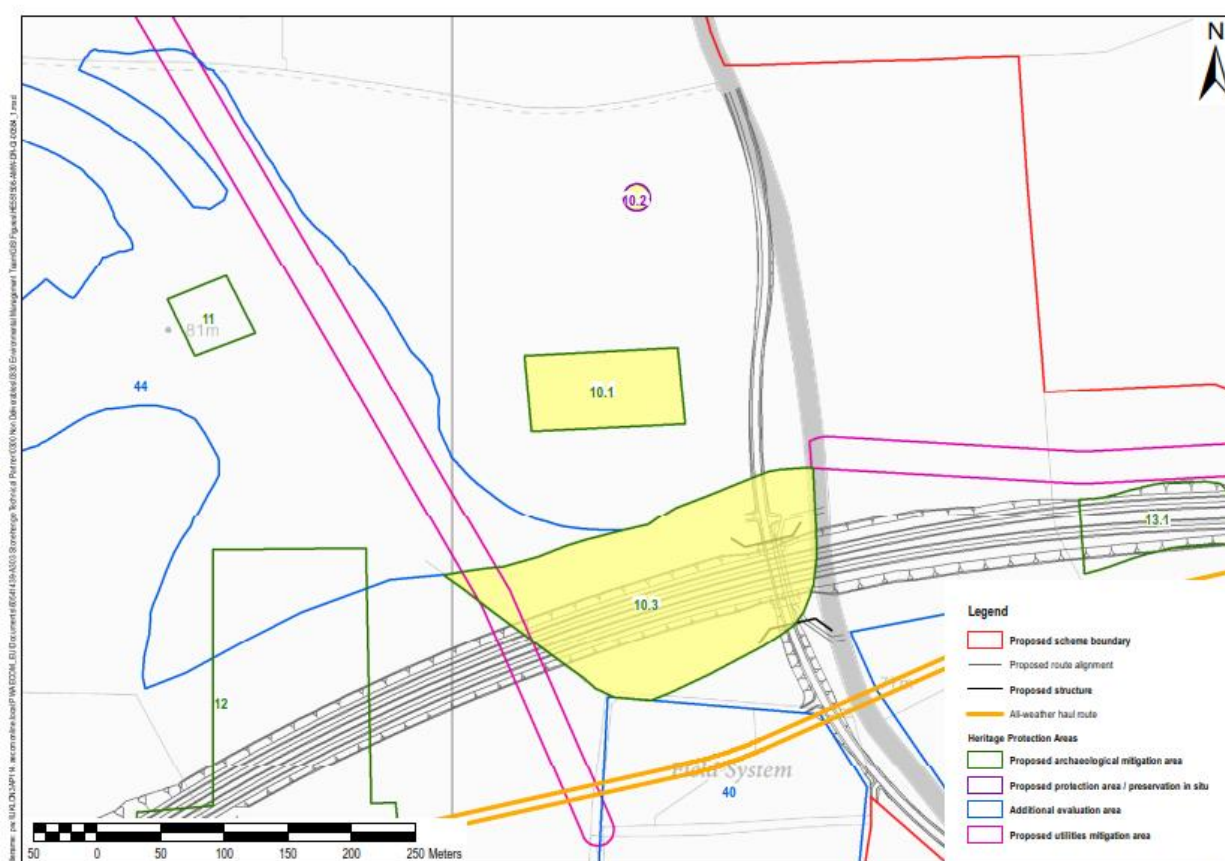 N
10.2
11
81m
44
10.1
13.1
10.3
12
Field System
40
50 0 50 100 150 200 250 Meters
Legend
Proposed scheme boundary
Proposed route alignment
Proposed structure
All-weather haul route
Heritage Protection Areas
Proposed archaeological mitigation area
Proposed protection area / preservation in situ
Additional evaluation area
Proposed utilities mitigation area